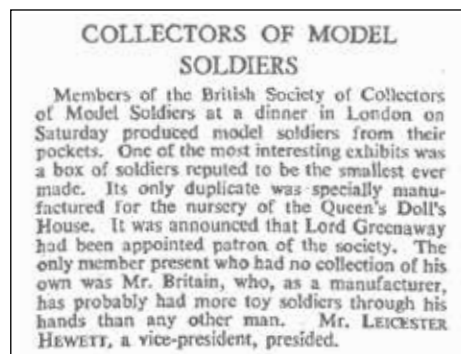 COLLECTORS OF MODEL
SOLDIERS
Members of the British Society of Collectors
of Model Soldiers at a dinner in London on
Saturday produced model soldiers from their
pockets. One of the most interesting exhibits was
a box of soldiers reputed to be the smallest ever
made. Its only duplicate was specially manu-
factured for the nursery of the Queen's Doll's
House. It was announced that Lord Greenaway
had been appointed patron of the society. The
only member present who had no collection of his
own was Mr. Britain, who, as a manufacturer,
has probably had more toy soldiers through his
hands than any other man. Mr. LEICESTER
HEWETT, a vice-president, presided.